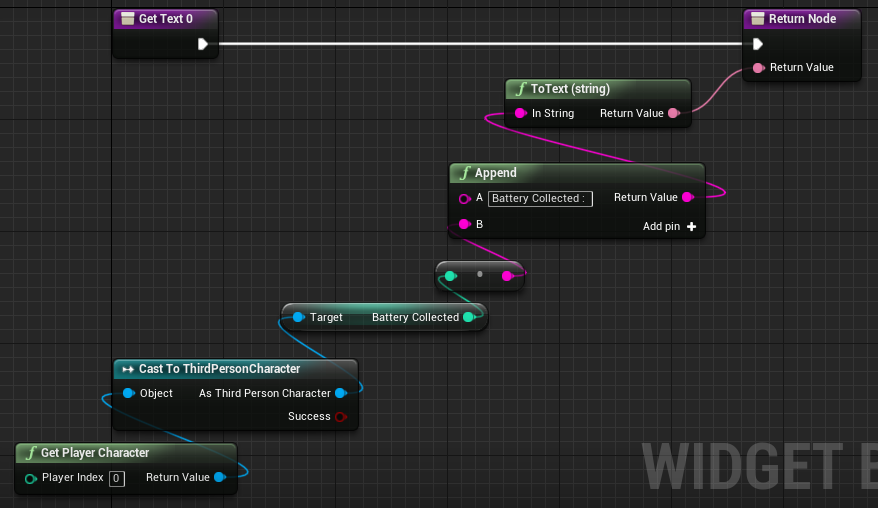 Get Text 0
Return Node
Return Value
ToText (string)
In String Return Value
Append
A Battery Collected : Return Value
B Add pin
Target Battery Collected
Cast To ThirdPersonCharacter
Object As Third Person Character
Success
Get Player Character
Player Index 0 Return Value
WIDGET B